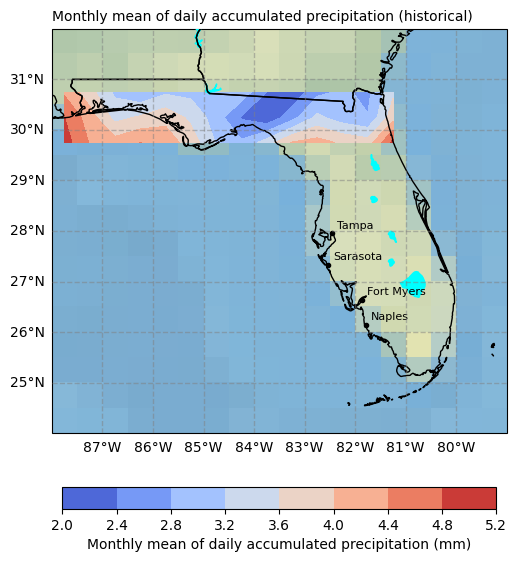 Monthly mean of daily accumulated precipitation (historical)
31°N
30°N
29°N
28°N
27°N
26°N
25°N
Tampa
Sarasota
Fort Myers
Naples
87°W 86°W 85°W 84°W 83°W 82°W 81°W 80°W
2.0 2.4 2.8 3.2 3.6 4.0 4.4 4.8 5.2
Monthly mean of daily accumulated precipitation (mm)